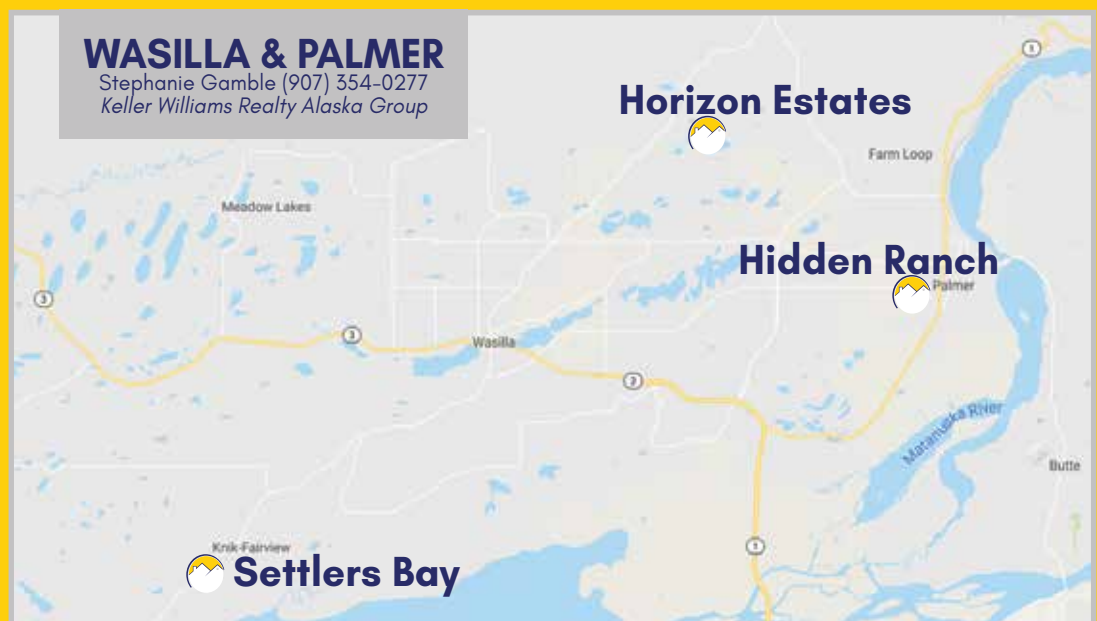 WASILLA & PALMER
Stephanie Gamble (907) 354-0277
Keller Williams Realty Alaska Group
1
Horizon Estates
Farm Loop
Meadow Lakes
Hidden Ranch
Palmer
3
3
Wasilla
3
Matanuska River
Butte
1
Knik-Fairview
Settlers Bay